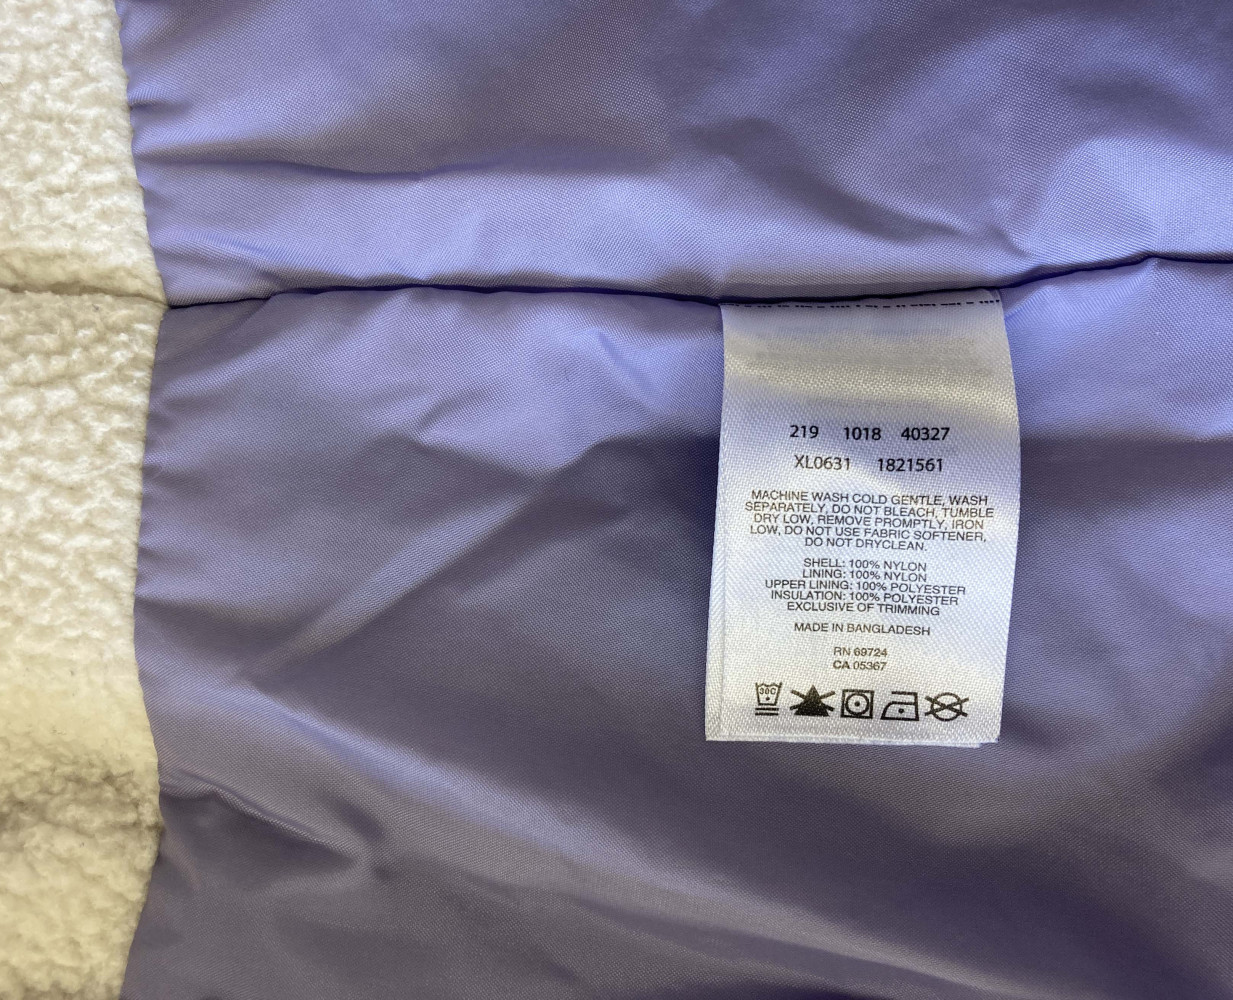 219 1018 40327
XL0631 1821561
MACHINE WASH COLD GENTLE, WASH
SEPARATELY, DO NOT BLEACH, TUMBLE
DRY LOW, REMOVE PROMPTLY, IRON
LOW, DO NOT USE FABRIC SOFTENER,
DO NOT DRYCLEAN.
SHELL: 100% NYLON
LINING: 100% NYLON
UPPER LINING: 100% POLYESTER
INSULATION: 100% POLYESTER
EXCLUSIVE OF TRIMMING
MADE IN BANGLADESH
RN 69724
CA 05367
30C